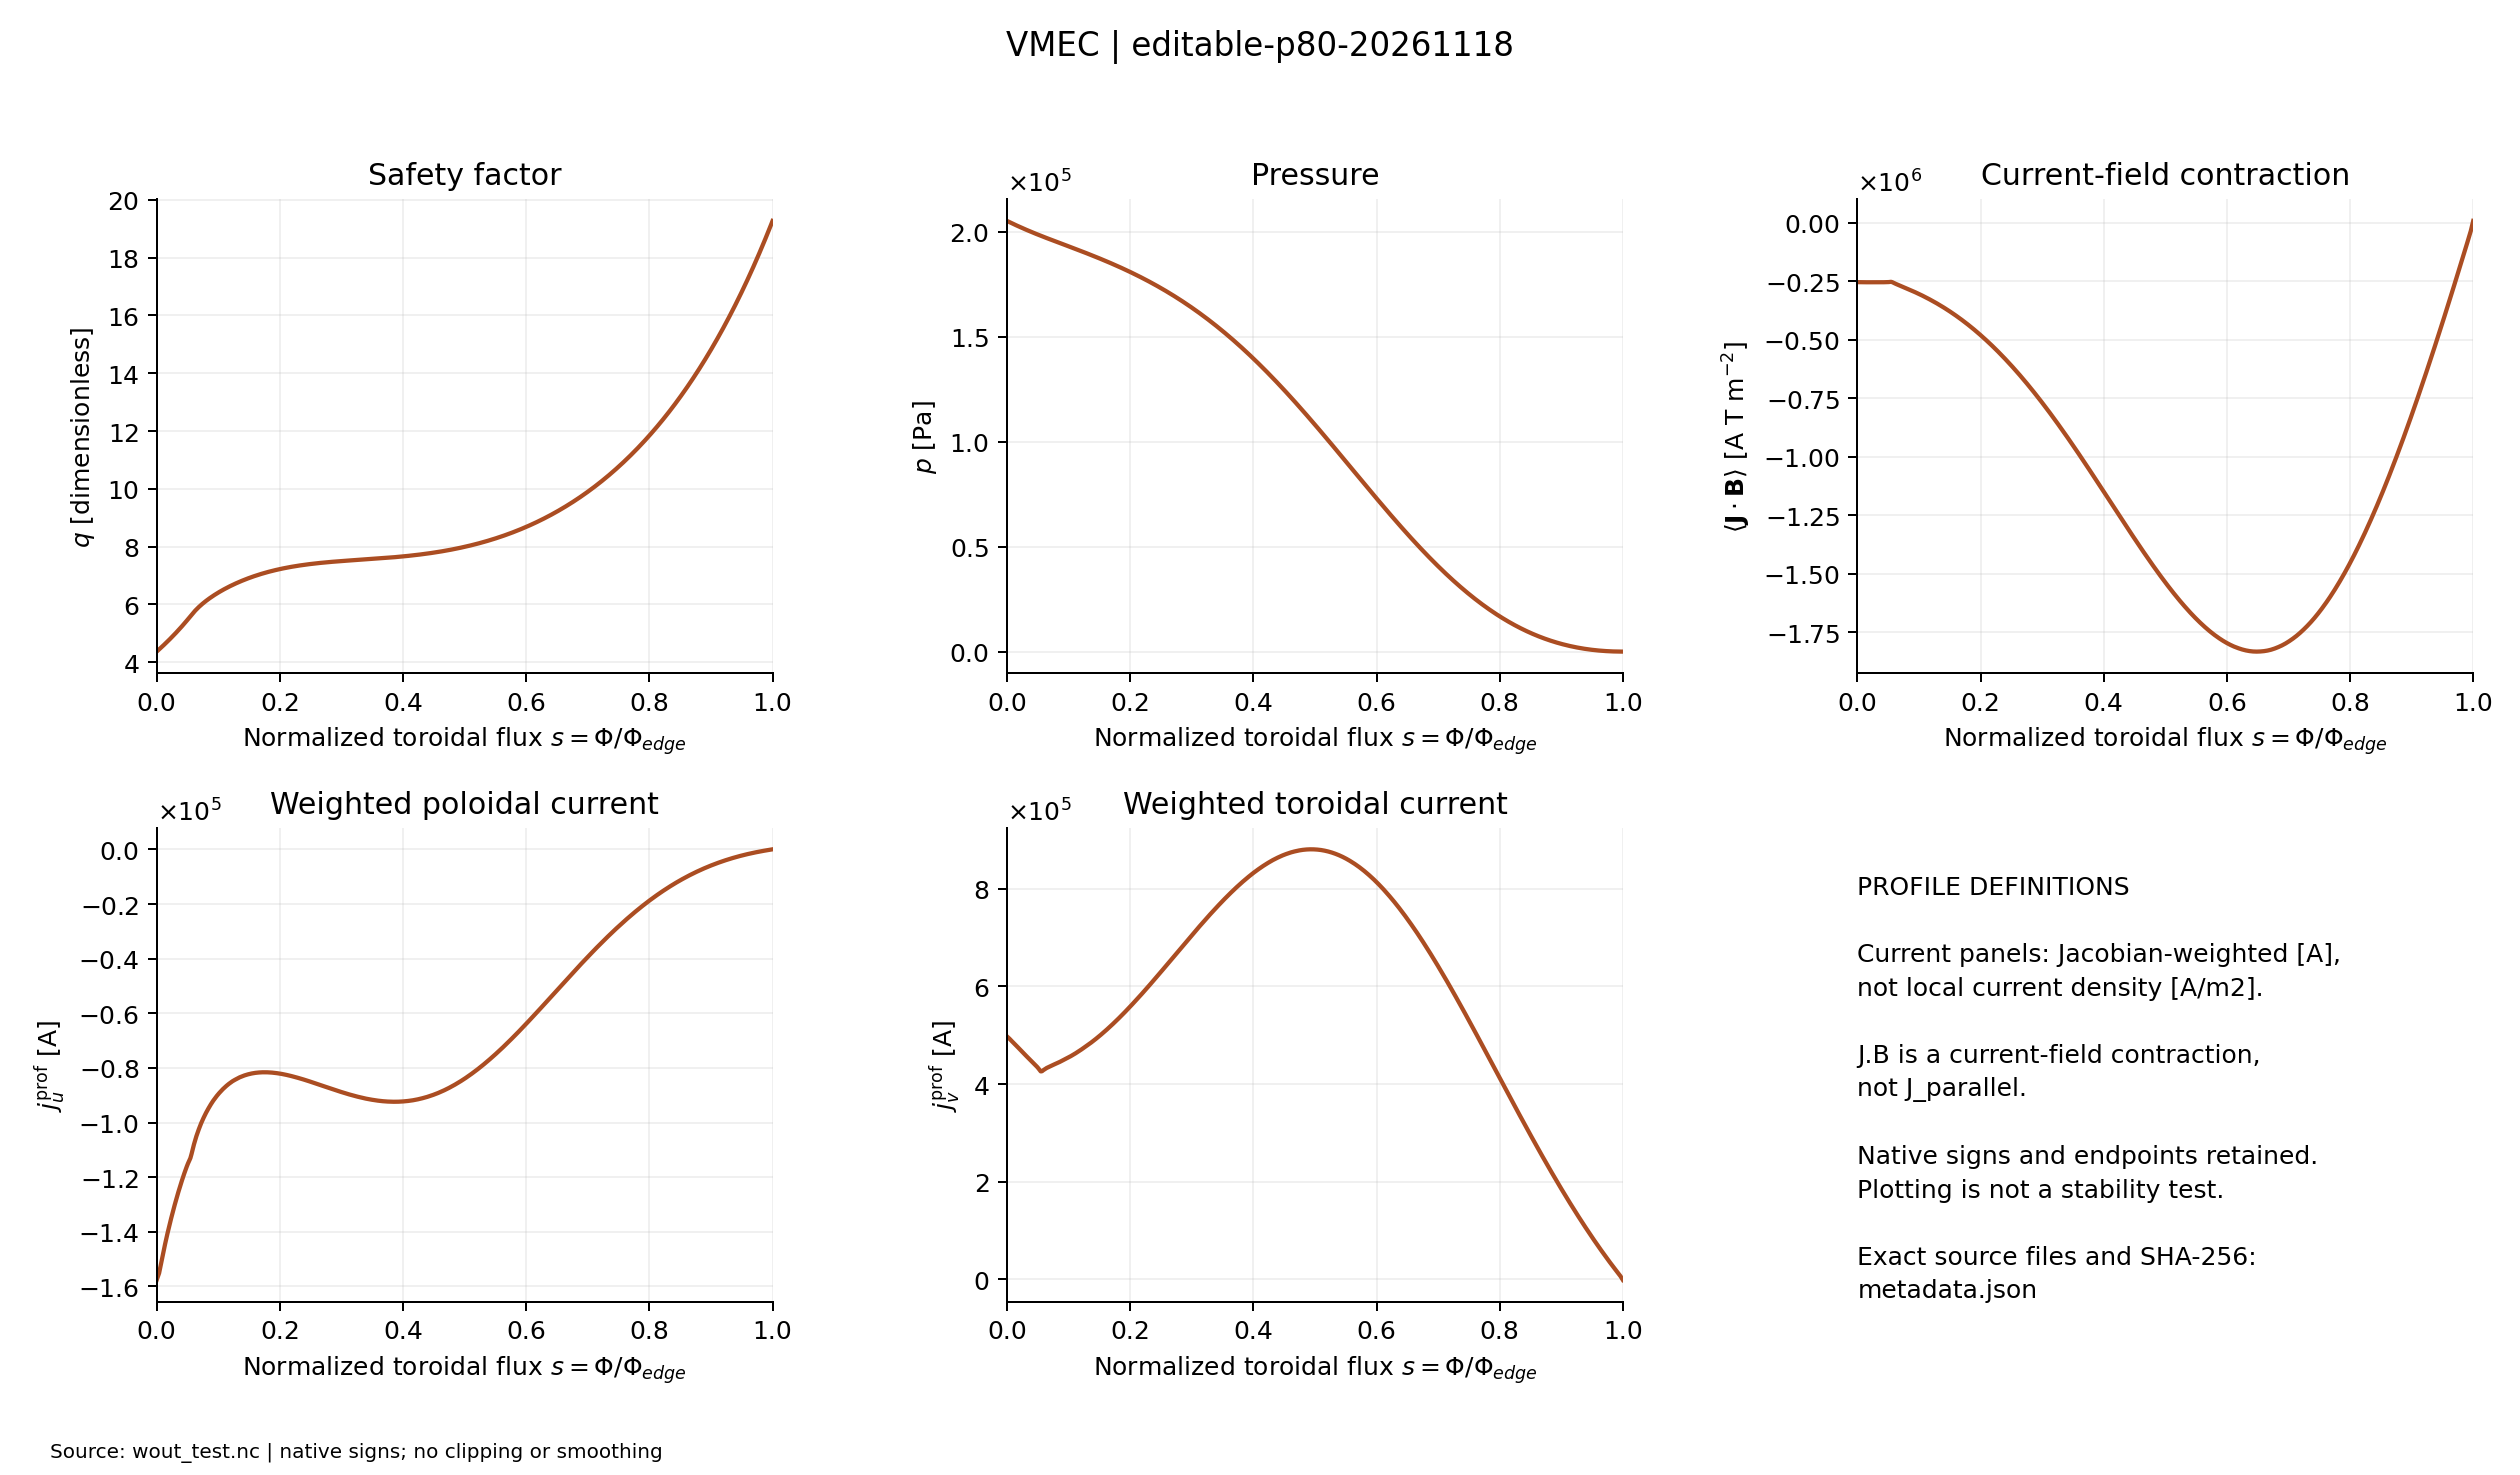 VMEC | editable-p80-20261118
Safety factor
20
18
16
14
12
10
8
6
4
q [dimensionless]
0.0 0.2 0.4 0.6 0.8 1.0
Normalized toroidal flux s = Φ/Φ_edge
Pressure
×10⁵
2.0
1.5
1.0
0.5
0.0
p [Pa]
0.0 0.2 0.4 0.6 0.8 1.0
Normalized toroidal flux s = Φ/Φ_edge
Current-field contraction
×10⁶
0.00
−0.25
−0.50
−0.75
−1.00
−1.25
−1.50
−1.75
⟨J · B⟩ [A T m⁻²]
0.0 0.2 0.4 0.6 0.8 1.0
Normalized toroidal flux s = Φ/Φ_edge
Weighted poloidal current
×10⁵
0.0
−0.2
−0.4
−0.6
−0.8
−1.0
−1.2
−1.4
−1.6
j_u^prof [A]
0.0 0.2 0.4 0.6 0.8 1.0
Normalized toroidal flux s = Φ/Φ_edge
Weighted toroidal current
×10⁵
8
6
4
2
0
j_v^prof [A]
0.0 0.2 0.4 0.6 0.8 1.0
Normalized toroidal flux s = Φ/Φ_edge
PROFILE DEFINITIONS
Current panels: Jacobian-weighted [A],
not local current density [A/m2].
J.B is a current-field contraction,
not J_parallel.
Native signs and endpoints retained.
Plotting is not a stability test.
Exact source files and SHA-256:
metadata.json
Source: wout_test.nc | native signs; no clipping or smoothing